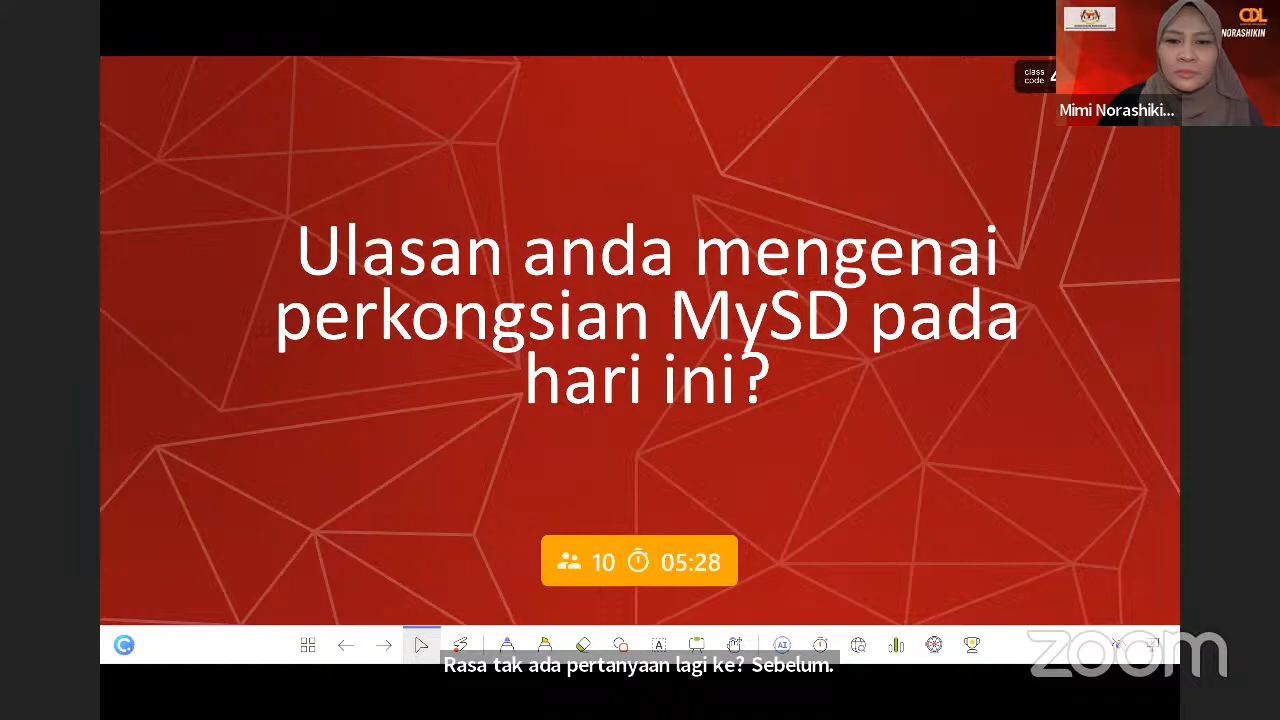 class
code
ODL
NORASHIKIN
Mimi Norashiki...
Ulasan anda mengenai
perkongsian MySD pada
hari ini?
10 05:28
A
AI
zoom
Rasa tak ada pertanyaan lagi ke? Sebelum.